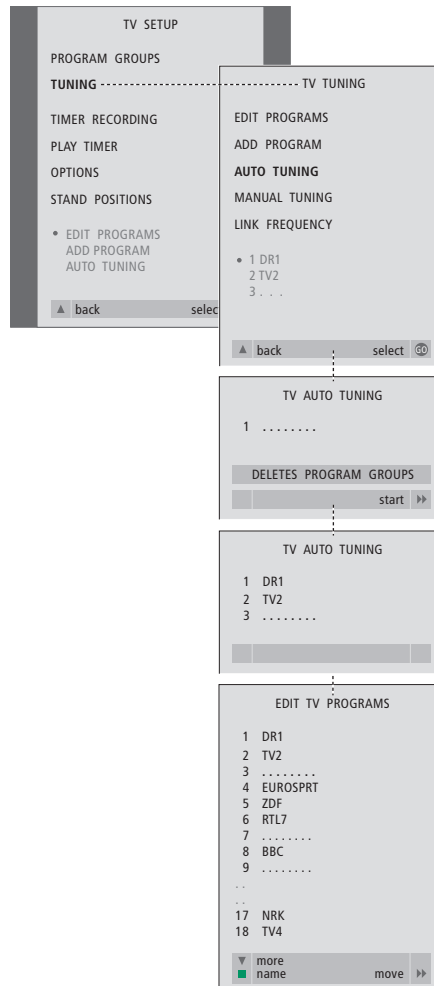 TV SETUP
PROGRAM GROUPS
TUNING
TIMER RECORDING
PLAY TIMER
OPTIONS
STAND POSITIONS
• EDIT PROGRAMS
ADD PROGRAM
AUTO TUNING
▲ back selec
TV TUNING
EDIT PROGRAMS
ADD PROGRAM
AUTO TUNING
MANUAL TUNING
LINK FREQUENCY
• 1 DR1
2 TV2
3 . . .
▲ back select GO
TV AUTO TUNING
1 ........
DELETES PROGRAM GROUPS
start
TV AUTO TUNING
1 DR1
2 TV2
3 ........
EDIT TV PROGRAMS
1 DR1
2 TV2
3 ........
4 EUROSPRT
5 ZDF
6 RTL7
7 ........
8 BBC
9 ........
..
..
17 NRK
18 TV4
▼ more
name move